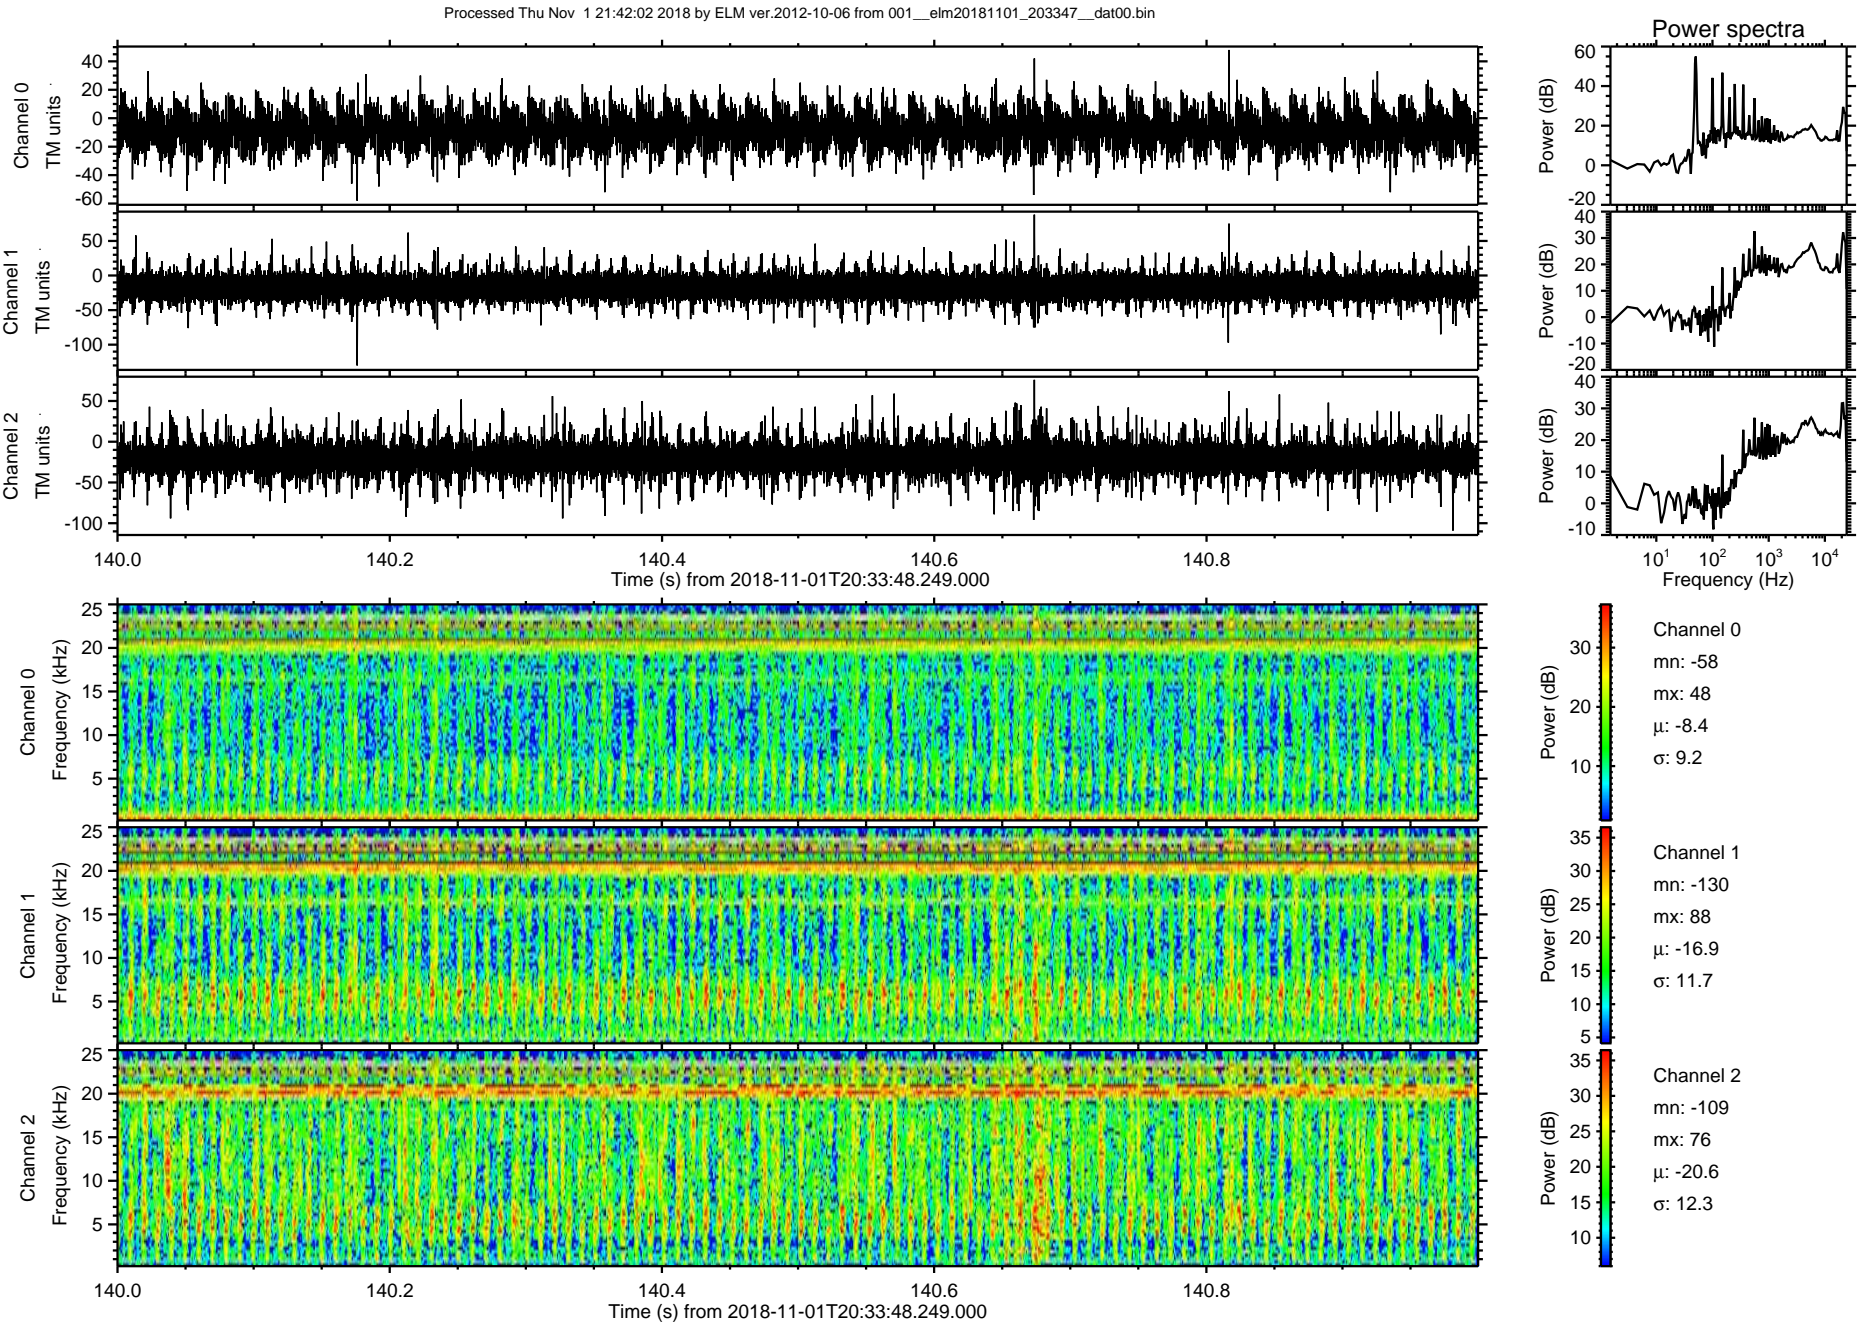 Processed Thu Nov  1 21:42:02 2018 by ELM ver.2012-10-06 from 001__elm20181101_203347__dat00.bin
Power spectra
Channel 0
TM units
40
20
0
-20
-40
-60
Power (dB)
60
40
20
0
-20
Channel 1
TM units
50
0
-50
-100
Power (dB)
40
30
20
10
0
-10
-20
Channel 2
TM units
50
0
-50
-100
Power (dB)
40
30
20
10
0
-10
140.0 140.2 140.4 140.6 140.8
Time (s) from 2018-11-01T20:33:48.249.000
10^1 10^2 10^3 10^4
Frequency (Hz)
Channel 0
Frequency (kHz)
25
20
15
10
5
Power (dB)
30
20
10
Channel 0
mn: -58
mx: 48
μ: -8.4
σ: 9.2
Channel 1
Frequency (kHz)
25
20
15
10
5
Power (dB)
35
30
25
20
15
10
5
Channel 1
mn: -130
mx: 88
μ: -16.9
σ: 11.7
Channel 2
Frequency (kHz)
25
20
15
10
5
Power (dB)
35
30
25
20
15
10
Channel 2
mn: -109
mx: 76
μ: -20.6
σ: 12.3
140.0 140.2 140.4 140.6 140.8
Time (s) from 2018-11-01T20:33:48.249.000